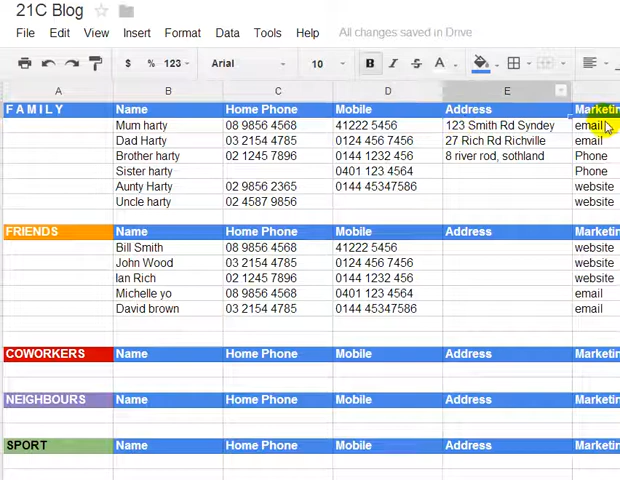 21C Blog
File Edit View Insert Format Data Tools Help All changes saved in Drive
$ % 123 Arial 10 B I A
A B C D E
FAMILY Name Home Phone Mobile Address Marketin
Mum harty 08 9856 4568 41222 5456 123 Smith Rd Syndey email
Dad Harty 03 2154 4785 0124 456 7456 27 Rich Rd Richville email
Brother harty 02 1245 7896 0144 1232 456 8 river rod, sothland Phone
Sister harty 0401 123 4564 Phone
Aunty Harty 02 9856 2365 0144 45347586 website
Uncle harty 02 4587 9856 website
FRIENDS Name Home Phone Mobile Address
Bill Smith 08 9856 4568 41222 5456 website
John Wood 03 2154 4785 0124 456 7456 website
Ian Rich 02 1245 7896 0144 1232 456 website
Michelle yo 08 9856 4568 0401 123 4564 email
David brown 03 2154 4785 0144 45347586 email
COWORKERS Name Home Phone Mobile Address
NEIGHBOURS Name Home Phone Mobile Address
SPORT Name Home Phone Mobile Address